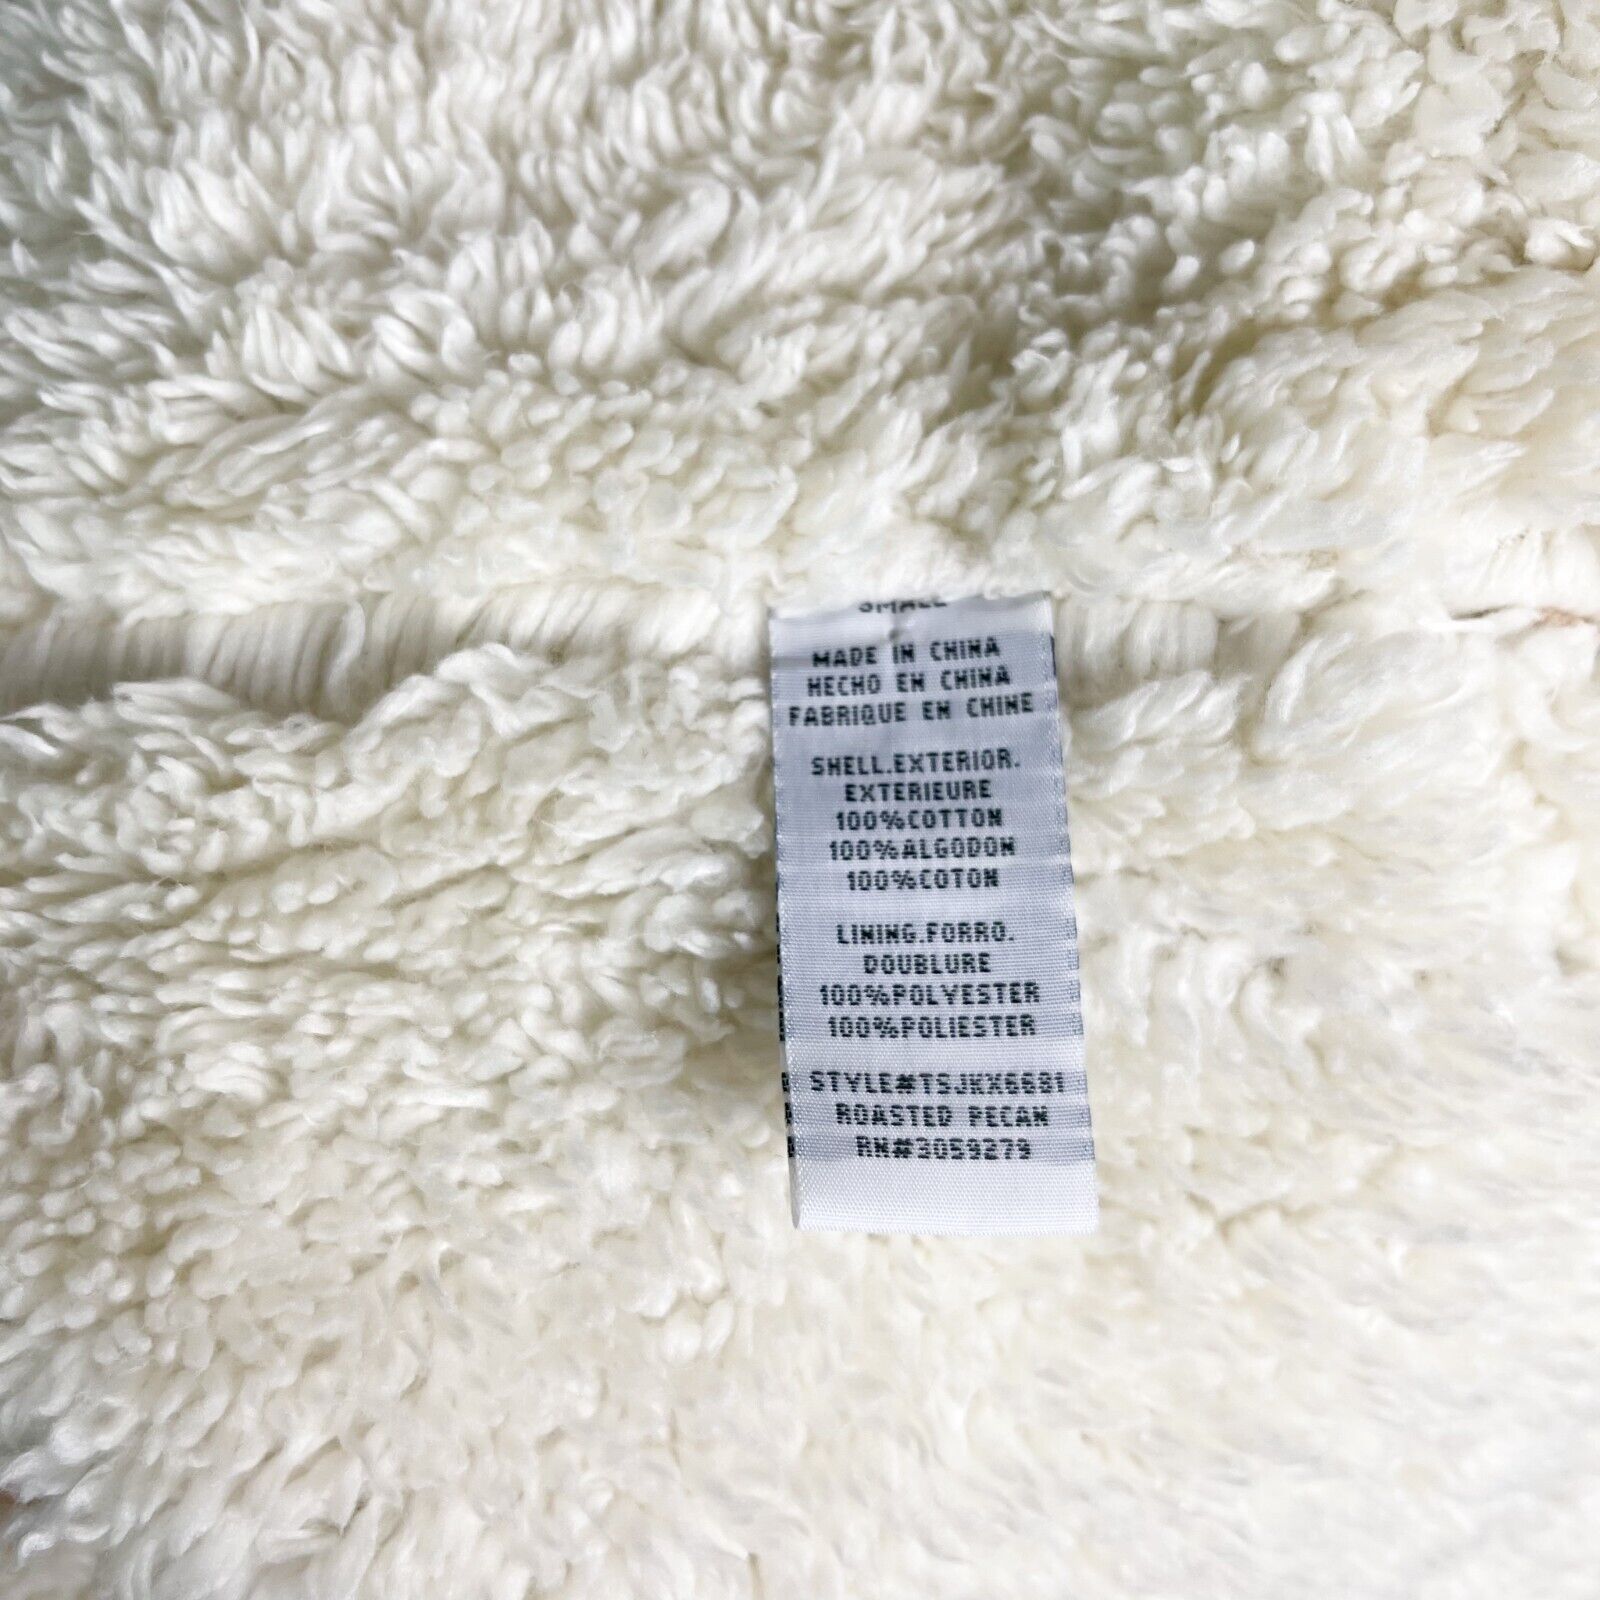 SMALL
MADE IN CHINA
HECHO EN CHINA
FABRIQUE EN CHINE
SHELL.EXTERIOR.
EXTERIEURE
100%COTTON
100%ALGODON
100%COTON
LINING.FORRO.
DOUBLURE
100%POLYESTER
100%POLIESTER
STYLE#TSJKX6681
ROASTED PECAN
RN#3059279